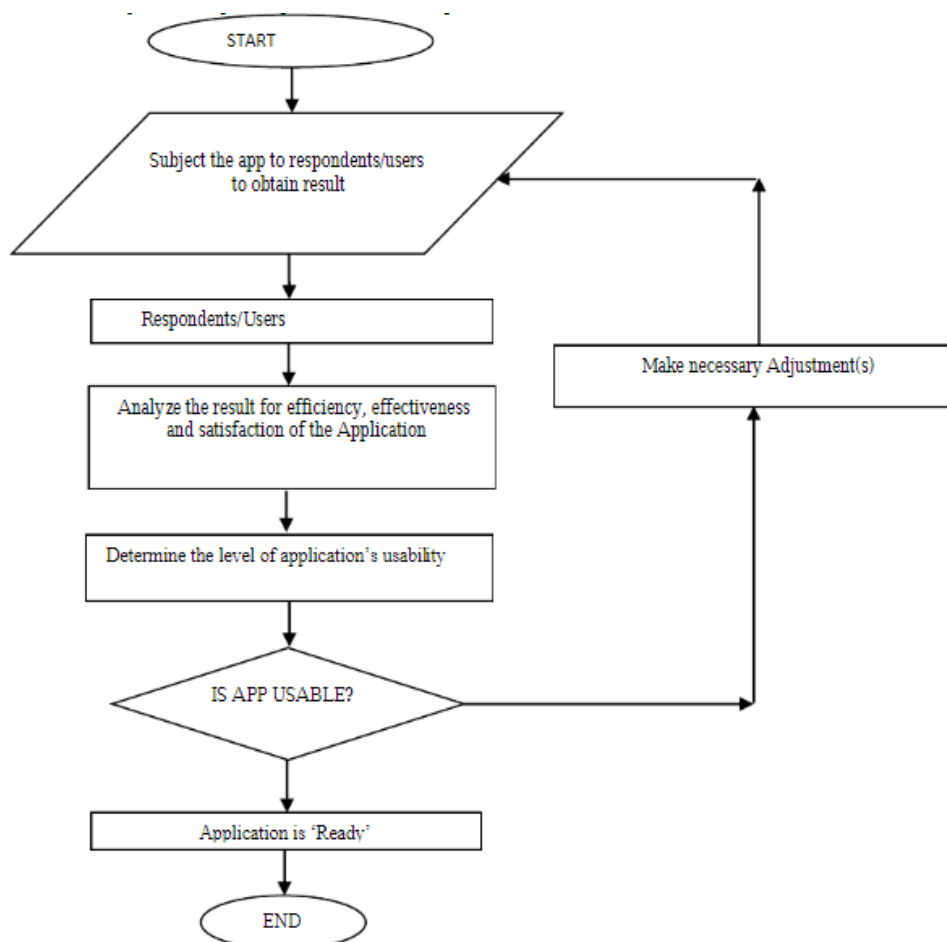 START
Subject the app to respondents/users
to obtain result
Respondents/Users
Make necessary Adjustment(s)
Analyze the result for efficiency, effectiveness
and satisfaction of the Application
Determine the level of application’s usability
IS APP USABLE?
Application is ‘Ready’
END